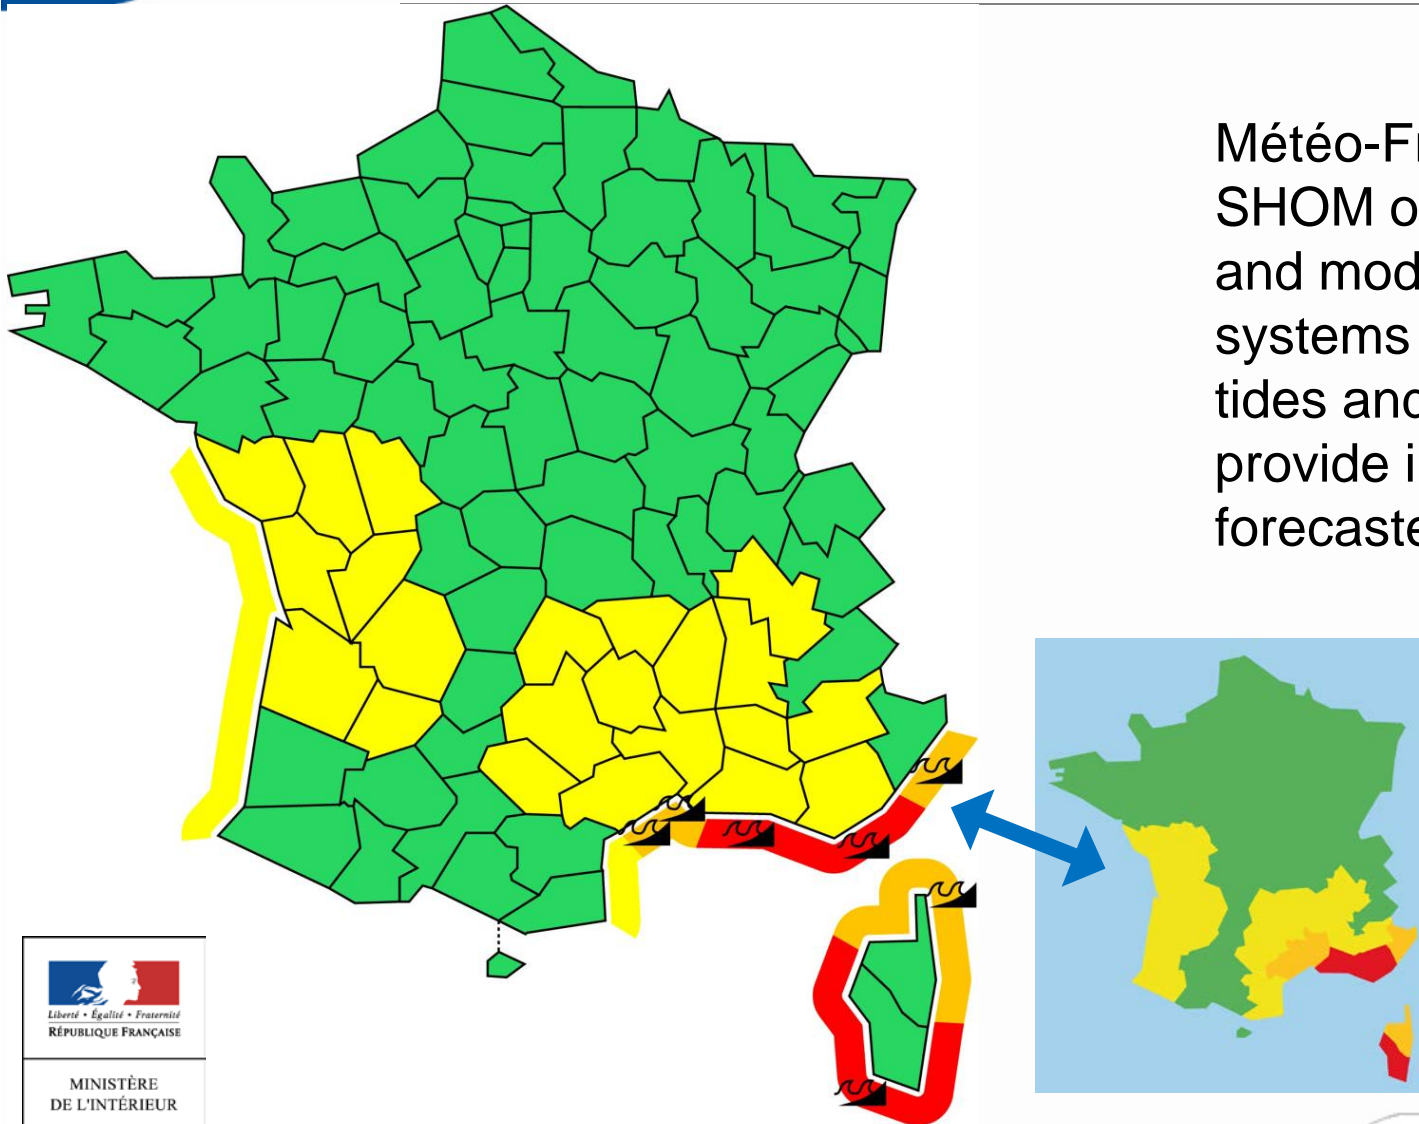 Météo-F
SHOM o
and mod
systems
tides and
provide i
forecaste
Liberté • Égalité • Fraternité
RÉPUBLIQUE FRANÇAISE
MINISTÈRE
DE L'INTÉRIEUR